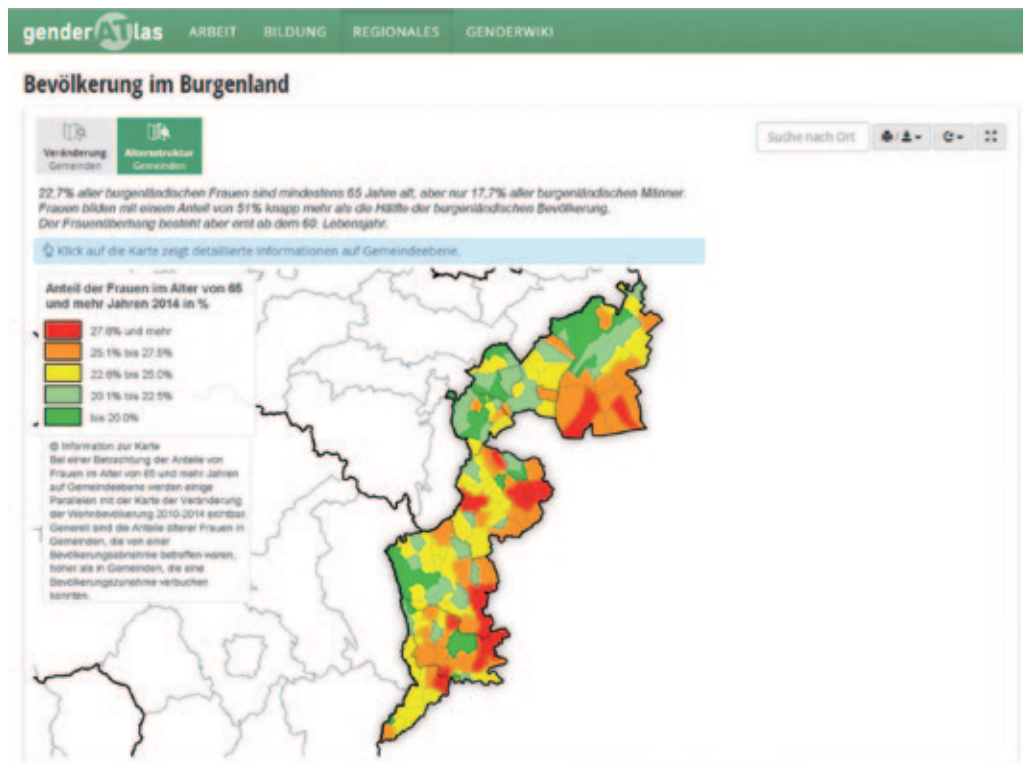 genderATlas ARBEIT BILDUNG REGIONALES GENDERWIKI
Bevölkerung im Burgenland
Veränderung
Gemeinden
Altersstruktur
Gemeinden
Suche nach Ort
22,7% aller burgenländischen Frauen sind mindestens 65 Jahre alt, aber nur 17,7% aller burgenländischen Männer.
Frauen bilden mit einem Anteil von 51% knapp mehr als die Hälfte der burgenländischen Bevölkerung.
Der Frauenüberhang besteht aber erst ab dem 60. Lebensjahr.
Klick auf die Karte zeigt detaillierte Informationen auf Gemeindeebene.
Anteil der Frauen im Alter von 65
und mehr Jahren 2014 in %
27.6% und mehr
25.1% bis 27.5%
22.6% bis 25.0%
20.1% bis 22.5%
bis 20.0%
Information zur Karte
Bei einer Betrachtung der Anteile von
Frauen im Alter von 65 und mehr Jahren
auf Gemeindeebene werden einige
Parallelen mit der Karte der Veränderung
der Wohnbevölkerung 2010-2014 sichtbar.
Generell sind die Anteile älterer Frauen in
Gemeinden, die von einer
Bevölkerungsabnahme betroffen waren,
höher als in Gemeinden, die eine
Bevölkerungszunahme verbuchen
konnten.